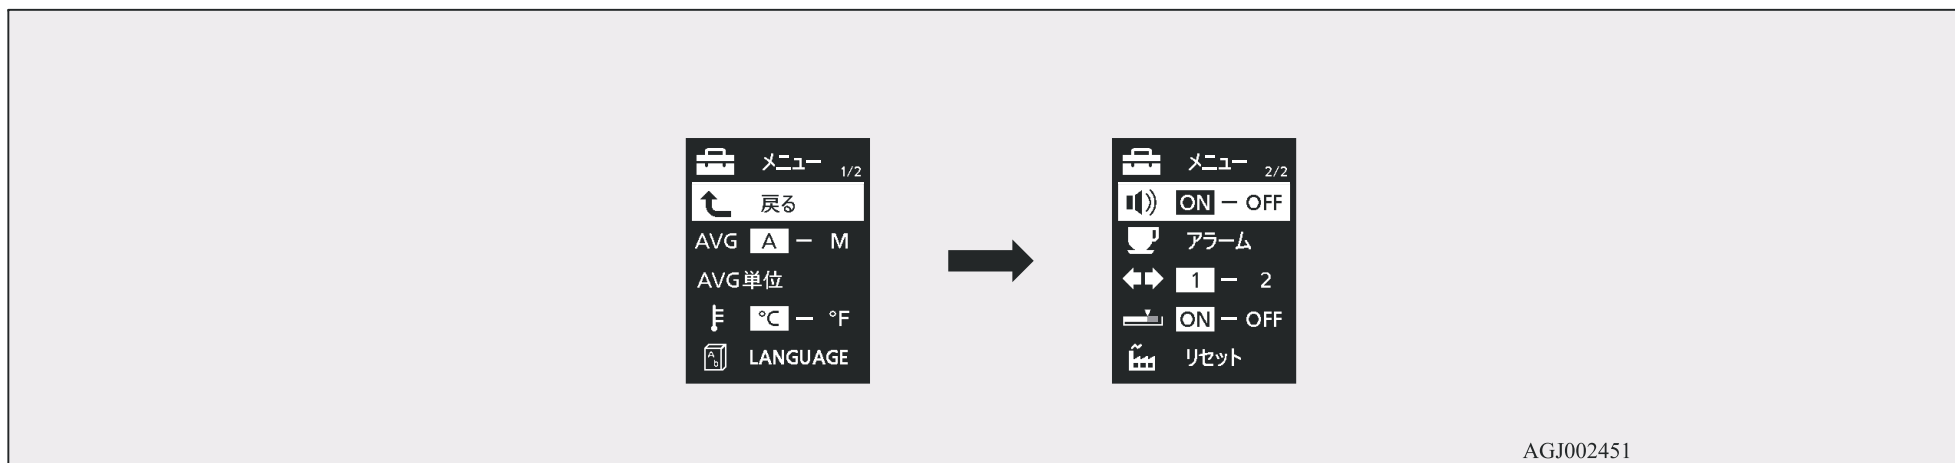 メニュー 1/2
戻る
AVG A － M
AVG単位
°C － °F
A b LANGUAGE
メニュー 2/2
ON － OFF
アラーム
1 － 2
ON － OFF
リセット
AGJ002451